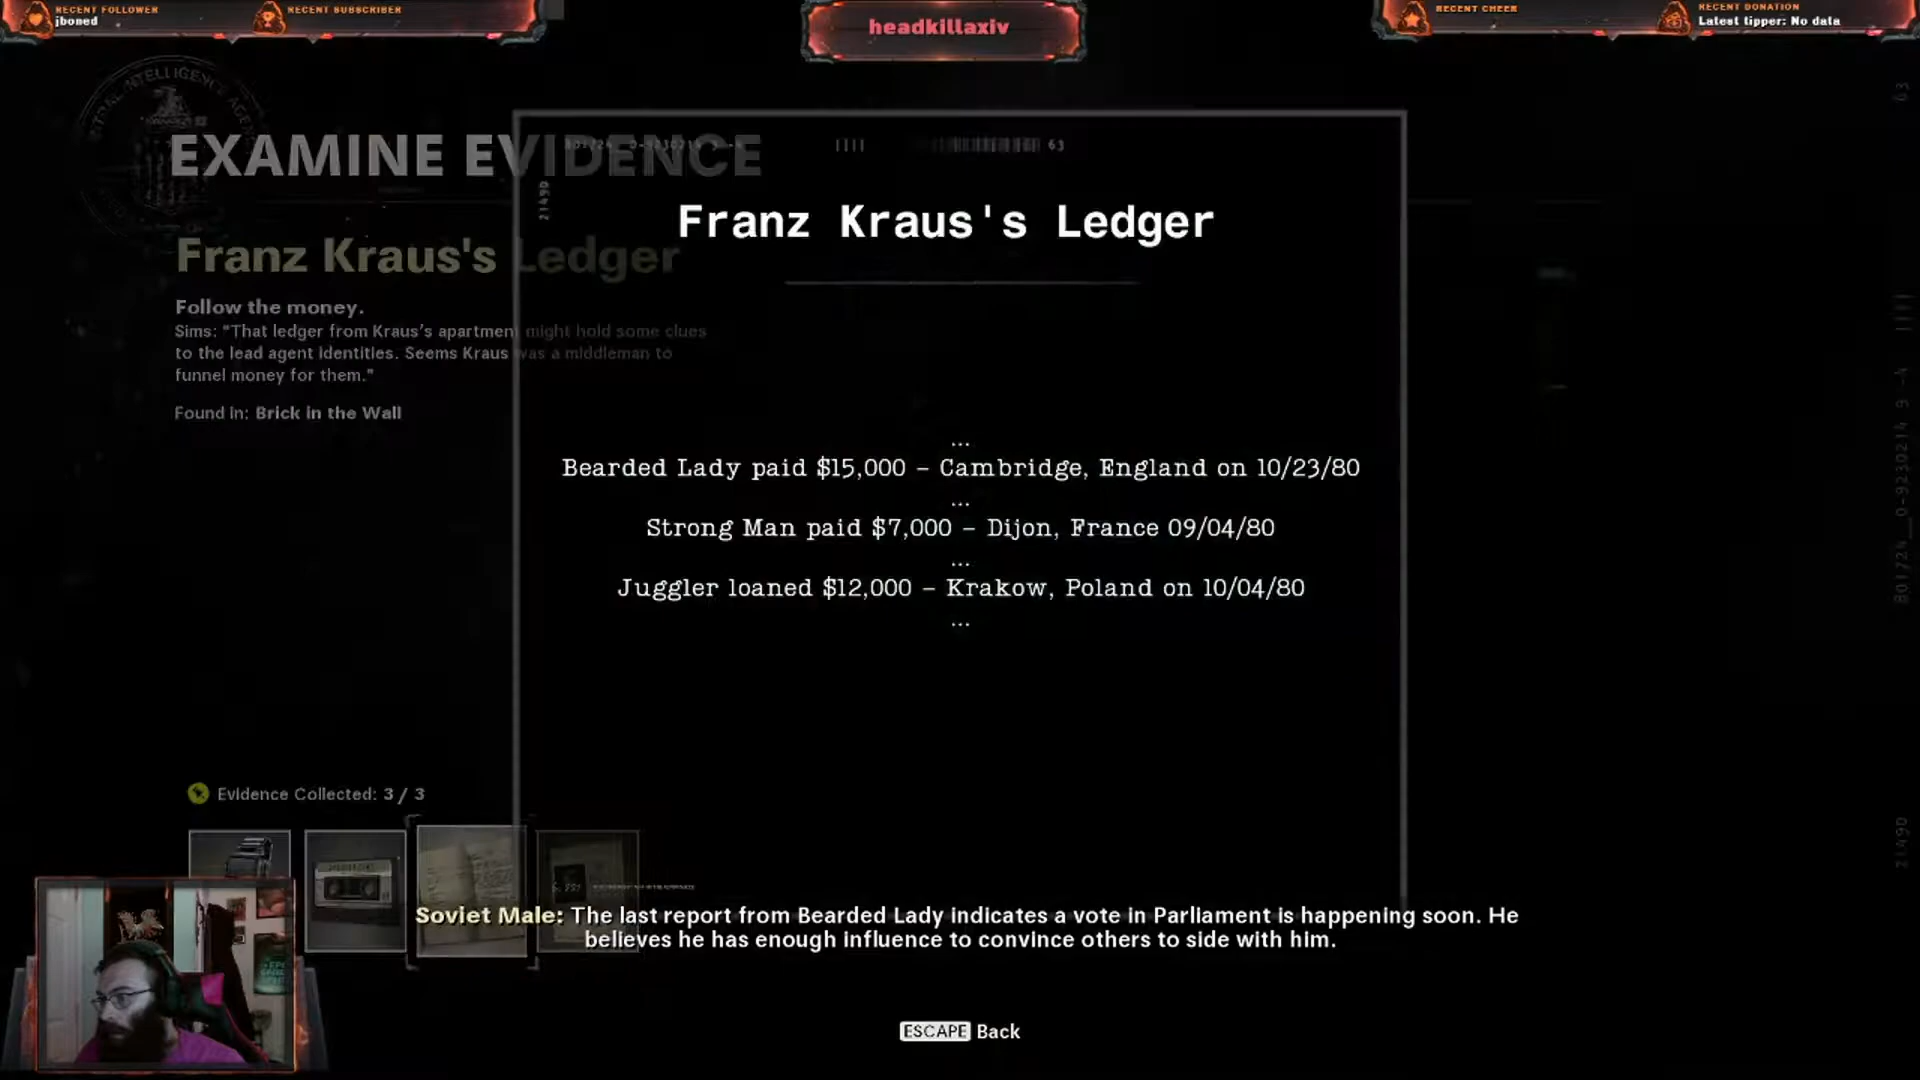 RECENT FOLLOWER
jboned
RECENT SUBSCRIBER
headkillaxiv
RECENT CHEER
RECENT DONATION
Latest tipper: No data
EXAMINE EVIDENCE
63
21490
Franz Kraus's Ledger
Franz Kraus's Ledger
Follow the money.
Sims: "That ledger from Kraus's apartment might hold some clues
to the lead agent identities. Seems Kraus was a middleman to
funnel money for them."
Found in: Brick in the Wall
...
Bearded Lady paid $15,000 – Cambridge, England on 10/23/80
...
Strong Man paid $7,000 – Dijon, France 09/04/80
...
Juggler loaned $12,000 – Krakow, Poland on 10/04/80
...
Evidence Collected: 3 / 3
Soviet Male: The last report from Bearded Lady indicates a vote in Parliament is happening soon. He
believes he has enough influence to convince others to side with him.
ESCAPE Back
63
21490